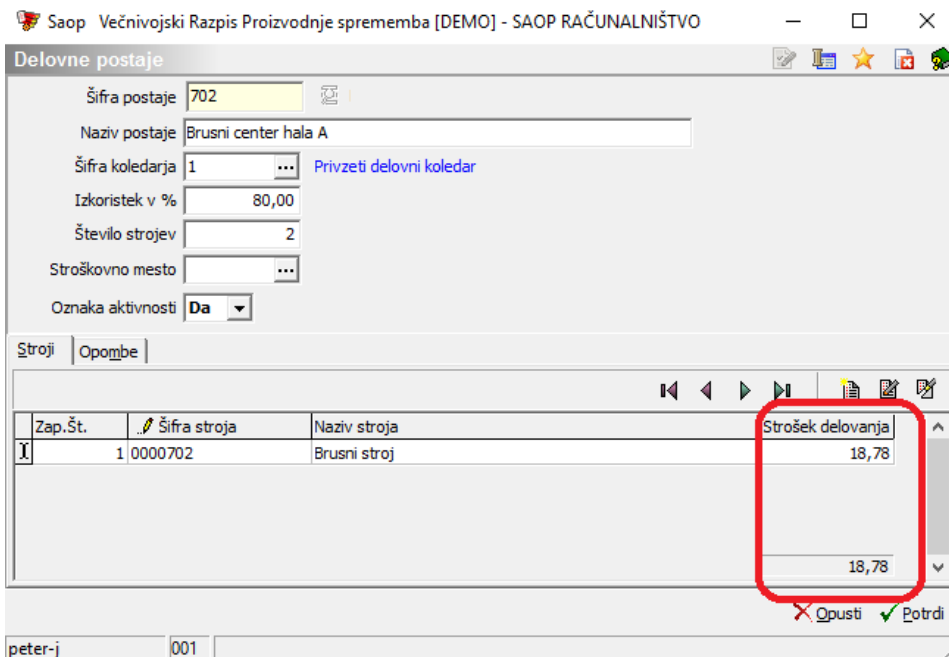 Saop Večnivojski Razpis Proizvodnje sprememba [DEMO] - SAOP RAČUNALNIŠTVO
Delovne postaje
Šifra postaje 702
Naziv postaje Brusni center hala A
Šifra koledarja 1 ... Privzeti delovni koledar
Izkoristek v % 80,00
Število strojev 2
Stroškovno mesto ...
Oznaka aktivnosti Da
Stroji Opombe
Zap.Št. Šifra stroja Naziv stroja Strošek delovanja
1 0000702 Brusni stroj 18,78
18,78
Opusti Potrdi
peter-j 001